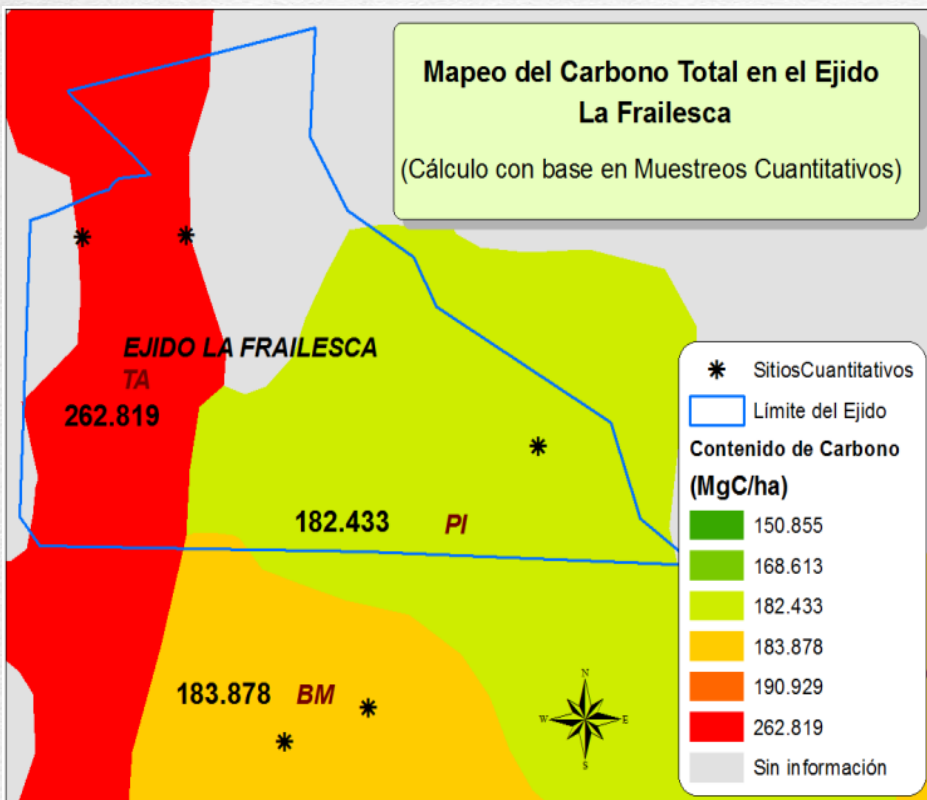 Mapeo del Carbono Total en el Ejido
La Frailesca
(Cálculo con base en Muestreos Cuantitativos)
EJIDO LA FRAILESCA
TA
262.819
182.433 PI
183.878 BM
N
W E
S
SitiosCuantitativos
Límite del Ejido
Contenido de Carbono
(MgC/ha)
150.855
168.613
182.433
183.878
190.929
262.819
Sin información